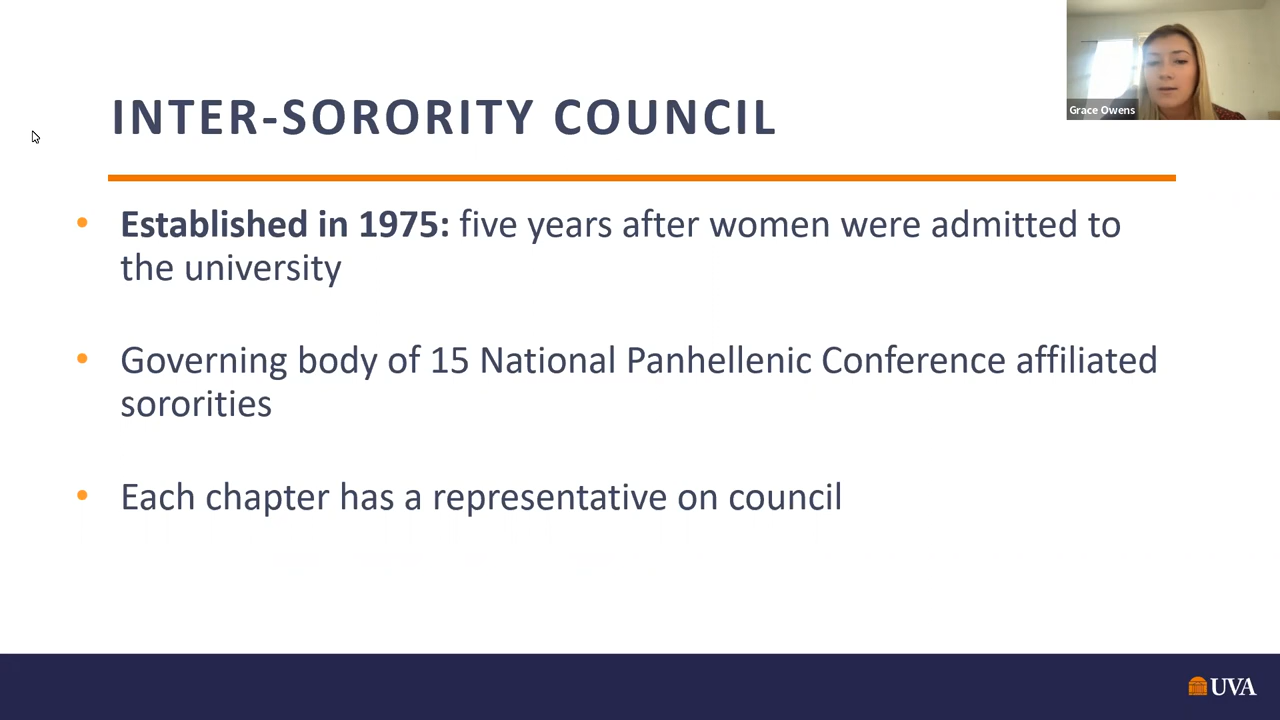 Grace Owens
INTER-SORORITY COUNCIL
• Established in 1975: five years after women were admitted to
the university
• Governing body of 15 National Panhellenic Conference affiliated
sororities
• Each chapter has a representative on council
UVA